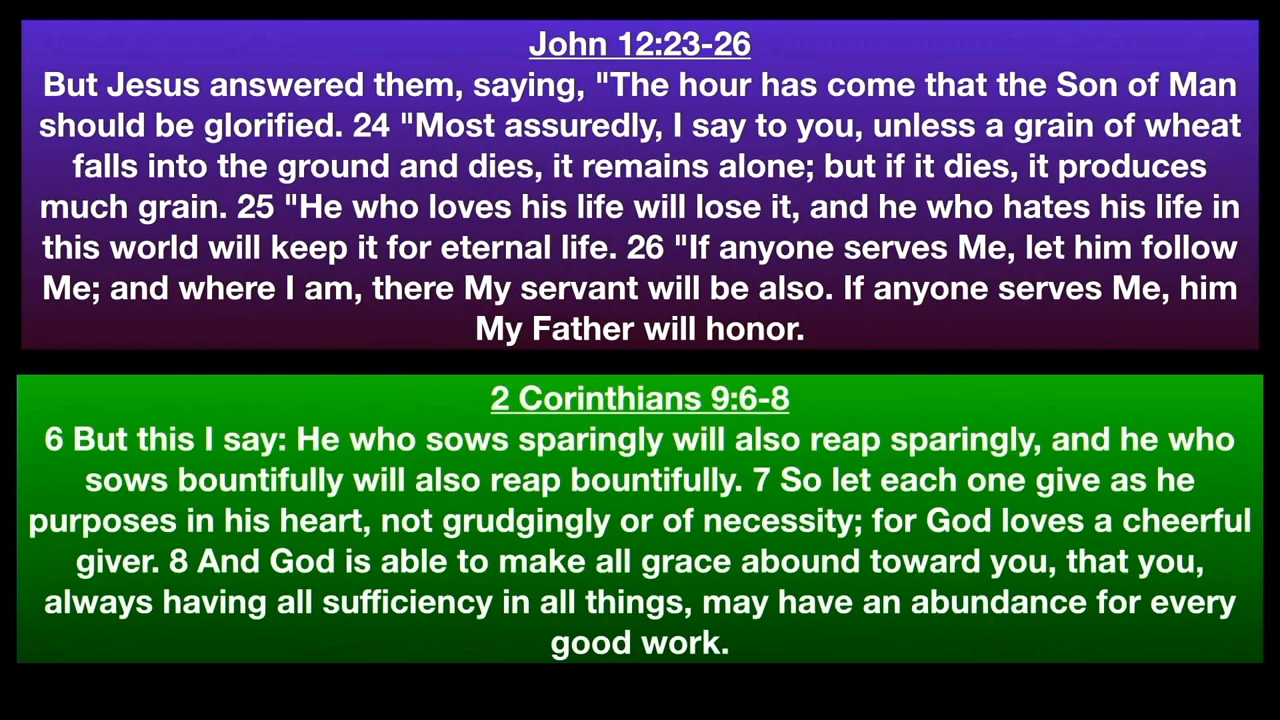 John 12:23-26
But Jesus answered them, saying, "The hour has come that the Son of Man
should be glorified. 24 "Most assuredly, I say to you, unless a grain of wheat
falls into the ground and dies, it remains alone; but if it dies, it produces
much grain. 25 "He who loves his life will lose it, and he who hates his life in
this world will keep it for eternal life. 26 "If anyone serves Me, let him follow
Me; and where I am, there My servant will be also. If anyone serves Me, him
My Father will honor.
2 Corinthians 9:6-8
6 But this I say: He who sows sparingly will also reap sparingly, and he who
sows bountifully will also reap bountifully. 7 So let each one give as he
purposes in his heart, not grudgingly or of necessity; for God loves a cheerful
giver. 8 And God is able to make all grace abound toward you, that you,
always having all sufficiency in all things, may have an abundance for every
good work.